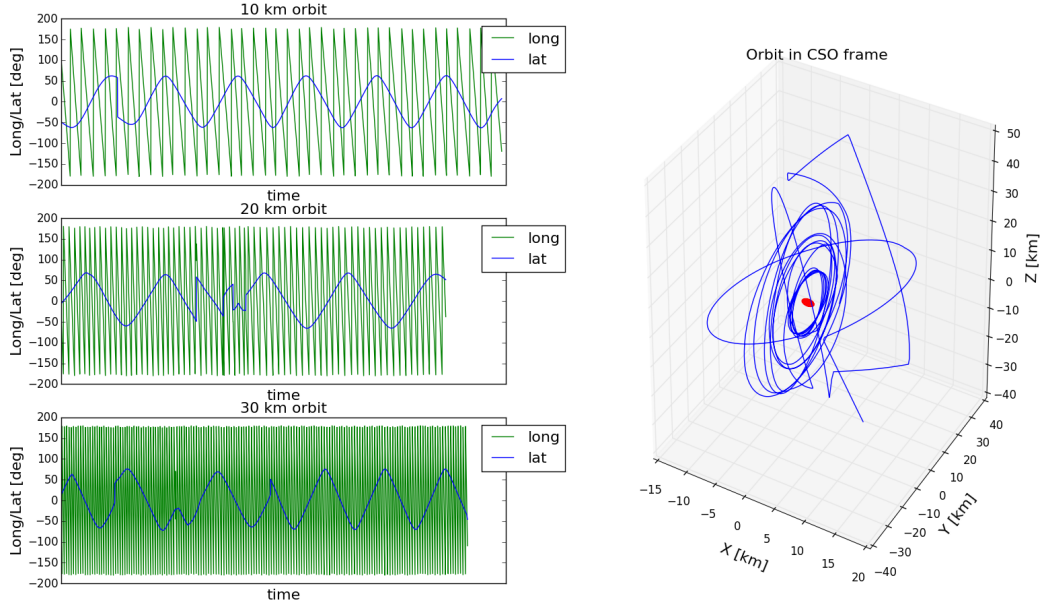 10 km orbit
Long/Lat [deg]
200
150
100
50
0
−50
−100
−150
−200
long
lat
time
20 km orbit
Long/Lat [deg]
200
150
100
50
0
−50
−100
−150
−200
long
lat
time
30 km orbit
Long/Lat [deg]
200
150
100
50
0
−50
−100
−150
−200
long
lat
time
Orbit in CSO frame
50
40
30
20
10
0
−10
−20
−30
−40
Z [km]
40
30
20
10
0
−10
−20
−30
−40
Y [km]
−15
−10
−5
0
5
10
15
20
X [km]